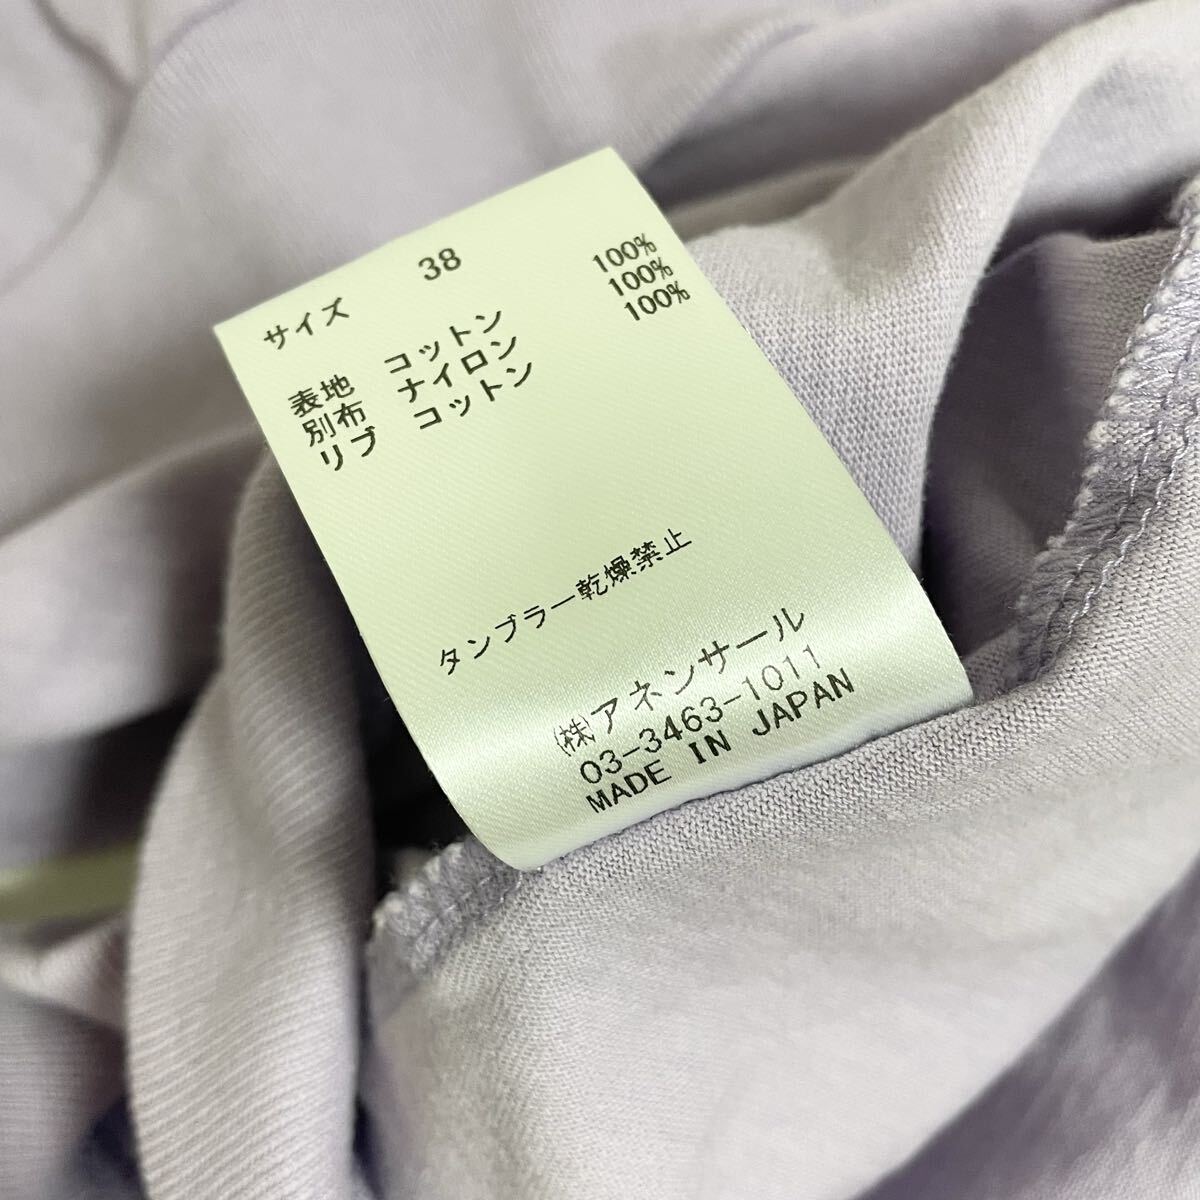 サイズ 38
表地 コットン 100%
別布 ナイロン 100%
リブ コットン 100%
タンブラー乾燥禁止
㈱アネンサール
03-3463-1011
MADE IN JAPAN